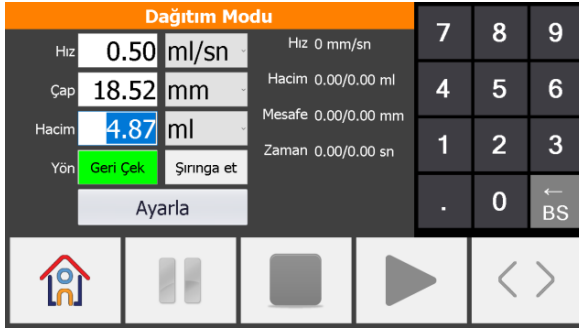 Dağıtım Modu
Hız 0.50 ml/sn
Çap 18.52 mm
Hacim 4.87 ml
Yön Geri Çek Şırınga et
Ayarla
Hız 0 mm/sn
Hacim 0.00/0.00 ml
Mesafe 0.00/0.00 mm
Zaman 0.00/0.00 sn
7 8 9
4 5 6
1 2 3
. 0 ← BS